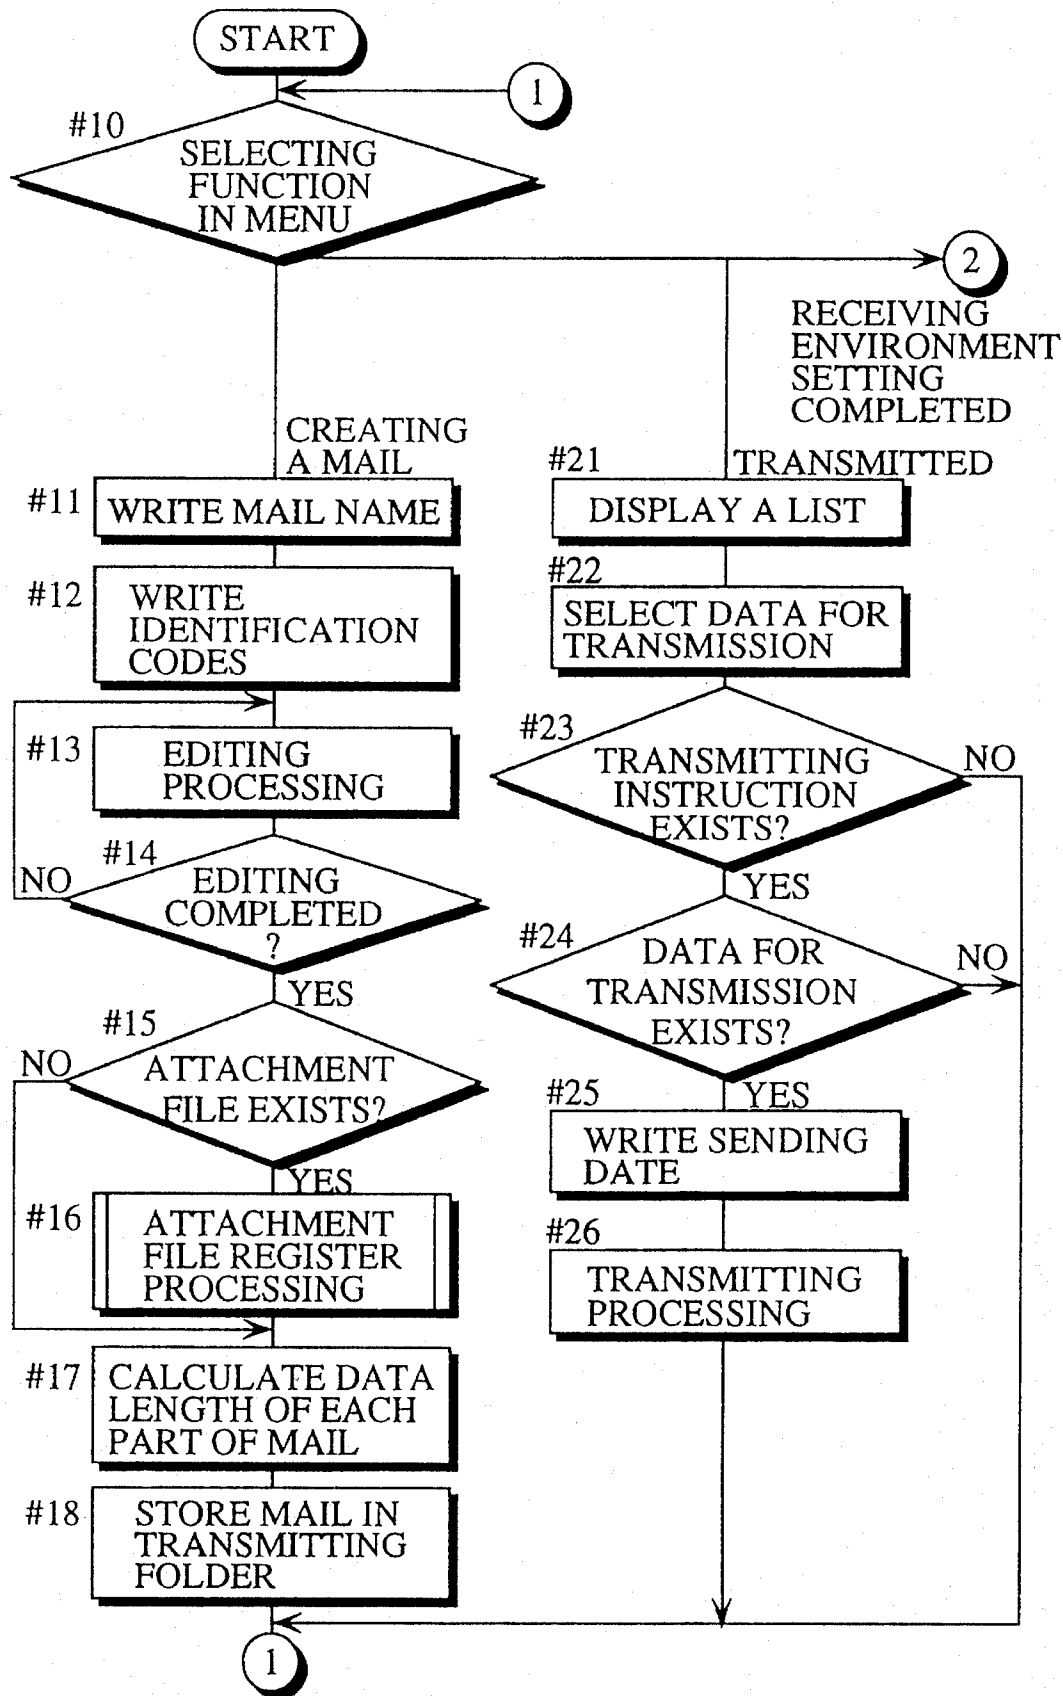 START
1
#10
SELECTING
FUNCTION
IN MENU
2
RECEIVING
ENVIRONMENT
SETTING
COMPLETED
CREATING
A MAIL
#11
WRITE MAIL NAME
#12
WRITE
IDENTIFICATION
CODES
#13
EDITING
PROCESSING
#14
NO
EDITING
COMPLETED
?
YES
#15
NO
ATTACHMENT
FILE EXISTS?
YES
#16
ATTACHMENT
FILE REGISTER
PROCESSING
#17
CALCULATE DATA
LENGTH OF EACH
PART OF MAIL
#18
STORE MAIL IN
TRANSMITTING
FOLDER
1
#21
TRANSMITTED
DISPLAY A LIST
#22
SELECT DATA FOR
TRANSMISSION
#23
NO
TRANSMITTING
INSTRUCTION
EXISTS?
YES
#24
DATA FOR
NO
TRANSMISSION
EXISTS?
YES
#25
WRITE SENDING
DATE
#26
TRANSMITTING
PROCESSING